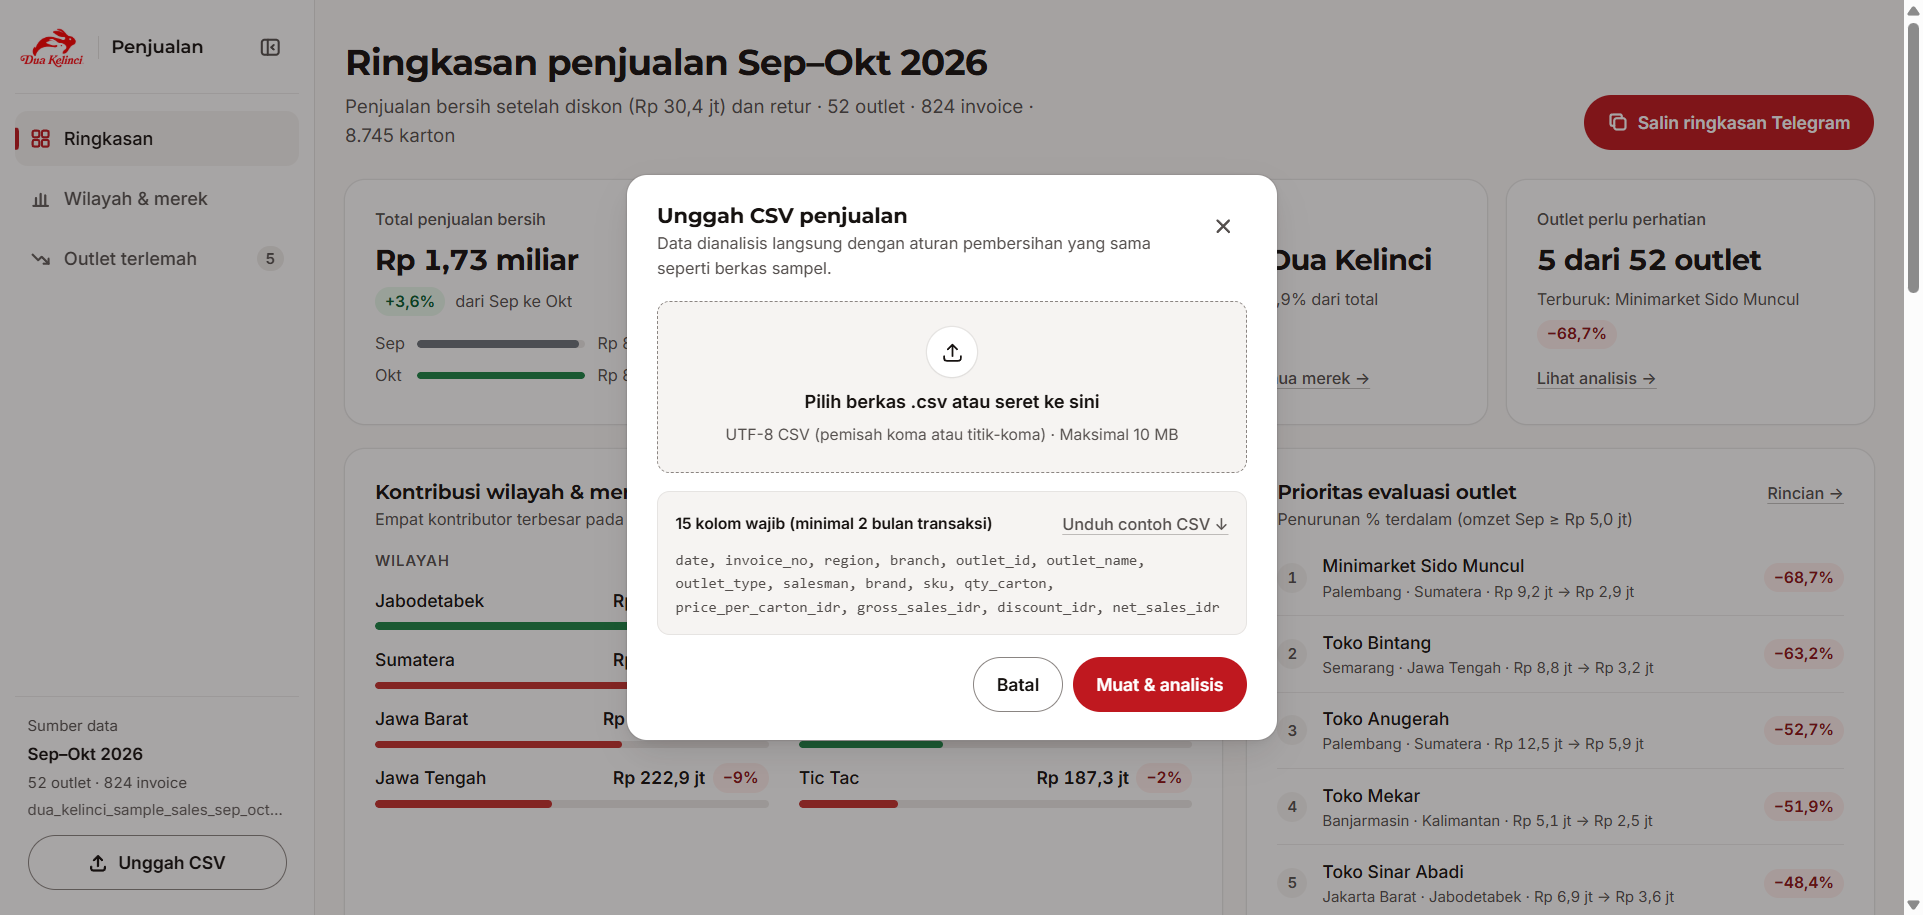 Dua Kelinci
Penjualan
Ringkasan
Wilayah & merek
Outlet terlemah 5
Sumber data
Sep–Okt 2026
52 outlet · 824 invoice
dua_kelinci_sample_sales_sep_oct...
Unggah CSV
Ringkasan penjualan Sep–Okt 2026
Penjualan bersih setelah diskon (Rp 30,4 jt) dan retur · 52 outlet · 824 invoice ·
8.745 karton
Salin ringkasan Telegram
Total penjualan bersih
Rp 1,73 miliar
+3,6% dari Sep ke Okt
Sep Rp 8
Okt Rp 8
Dua Kelinci
,9% dari total
ua merek →
Outlet perlu perhatian
5 dari 52 outlet
Terburuk: Minimarket Sido Muncul
−68,7%
Lihat analisis →
Unggah CSV penjualan
Data dianalisis langsung dengan aturan pembersihan yang sama
seperti berkas sampel.
Pilih berkas .csv atau seret ke sini
UTF-8 CSV (pemisah koma atau titik-koma) · Maksimal 10 MB
15 kolom wajib (minimal 2 bulan transaksi)
Unduh contoh CSV ↓
date, invoice_no, region, branch, outlet_id, outlet_name,
outlet_type, salesman, brand, sku, qty_carton,
price_per_carton_idr, gross_sales_idr, discount_idr, net_sales_idr
Batal
Muat & analisis
Kontribusi wilayah & mer
Empat kontributor terbesar pada
WILAYAH
Jabodetabek Rp
Sumatera Rp
Jawa Barat Rp
Jawa Tengah Rp 222,9 jt −9%
Tic Tac Rp 187,3 jt −2%
Prioritas evaluasi outlet
Rincian →
Penurunan % terdalam (omzet Sep ≥ Rp 5,0 jt)
1 Minimarket Sido Muncul −68,7%
Palembang · Sumatera · Rp 9,2 jt → Rp 2,9 jt
2 Toko Bintang −63,2%
Semarang · Jawa Tengah · Rp 8,8 jt → Rp 3,2 jt
3 Toko Anugerah −52,7%
Palembang · Sumatera · Rp 12,5 jt → Rp 5,9 jt
4 Toko Mekar −51,9%
Banjarmasin · Kalimantan · Rp 5,1 jt → Rp 2,5 jt
5 Toko Sinar Abadi −48,4%
Jakarta Barat · Jabodetabek · Rp 6,9 jt → Rp 3,6 jt